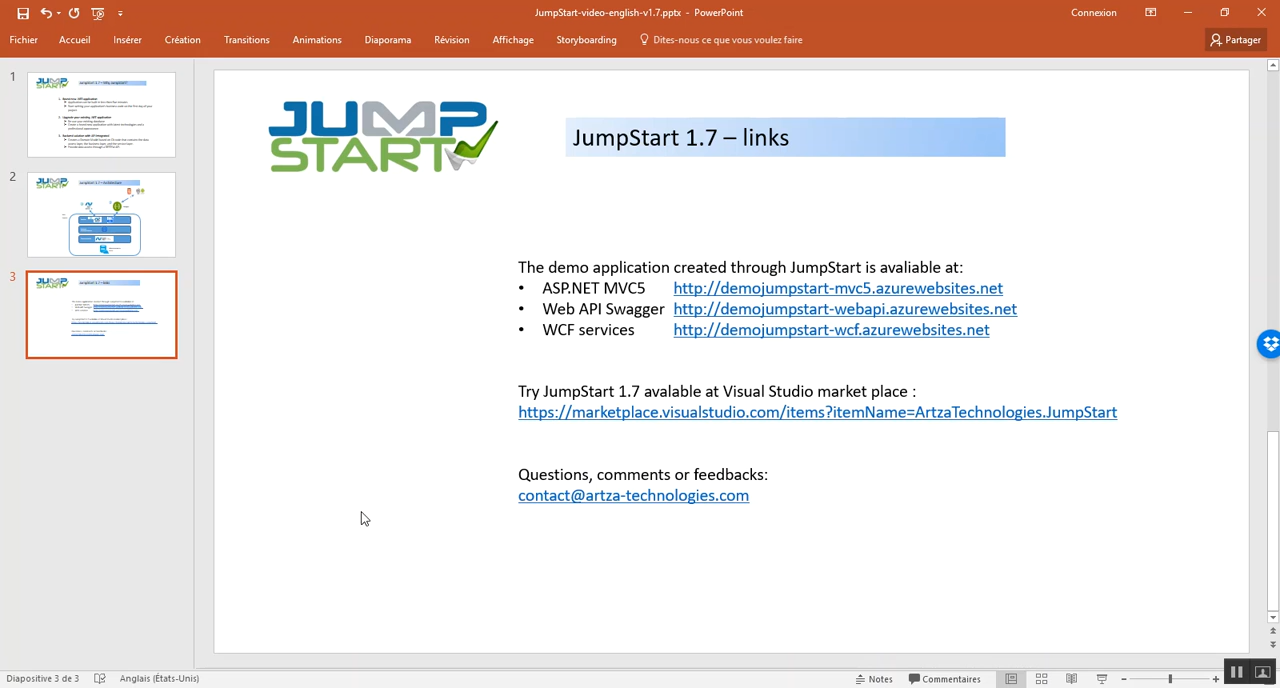 JumpStart-video-english-v1.7.pptx - PowerPoint
Connexion
Fichier Accueil Insérer Création Transitions Animations Diaporama Révision Affichage Storyboarding Dites-nous ce que vous voulez faire Partager
1
2
3
JUMP
START
JumpStart 1.7 – links
The demo application created through JumpStart is avaliable at:
• ASP.NET MVC5 http://demojumpstart-mvc5.azurewebsites.net
• Web API Swagger http://demojumpstart-webapi.azurewebsites.net
• WCF services http://demojumpstart-wcf.azurewebsites.net
Try JumpStart 1.7 avalable at Visual Studio market place :
https://marketplace.visualstudio.com/items?itemName=ArtzaTechnologies.JumpStart
Questions, comments or feedbacks:
contact@artza-technologies.com
Diapositive 3 de 3 Anglais (États-Unis) Notes Commentaires